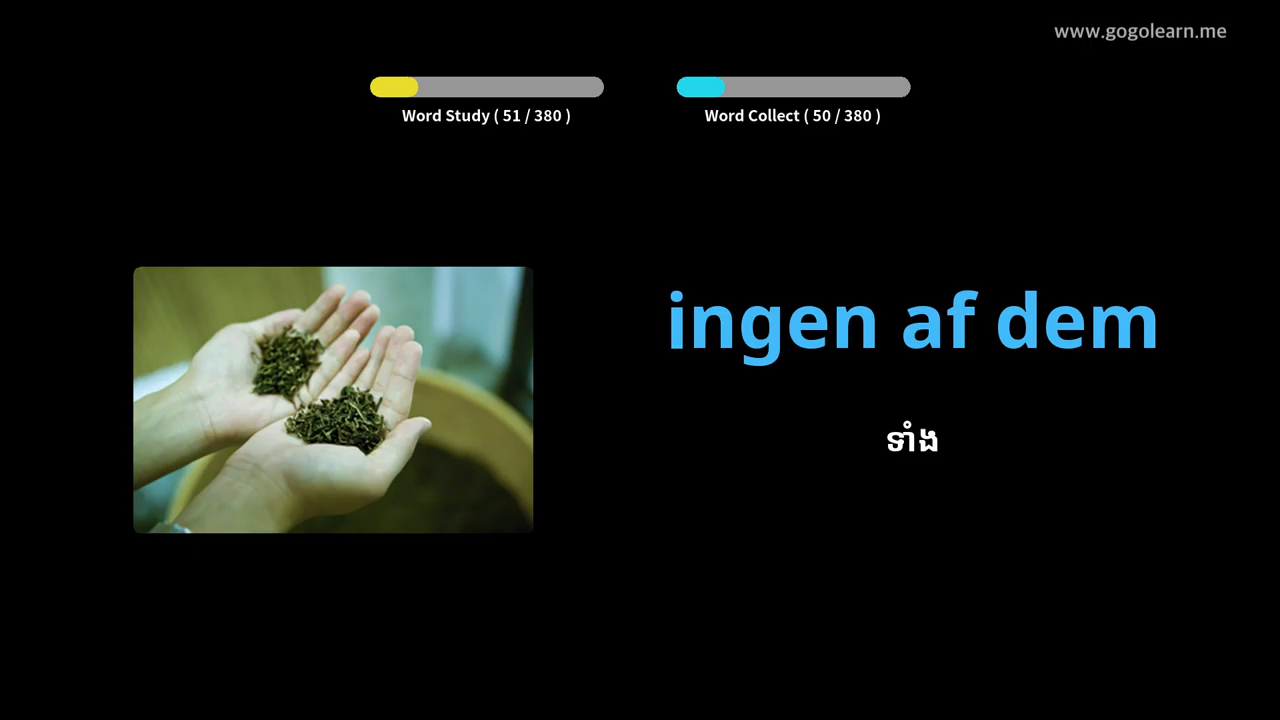 www.gogolearn.me
Word Study ( 51 / 380 )
Word Collect ( 50 / 380 )
ingen af dem
ទាំង